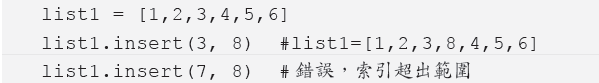 list1 = [1,2,3,4,5,6]
list1.insert(3, 8)  #list1=[1,2,3,8,4,5,6]
list1.insert(7, 8)  #錯誤，索引超出範圍